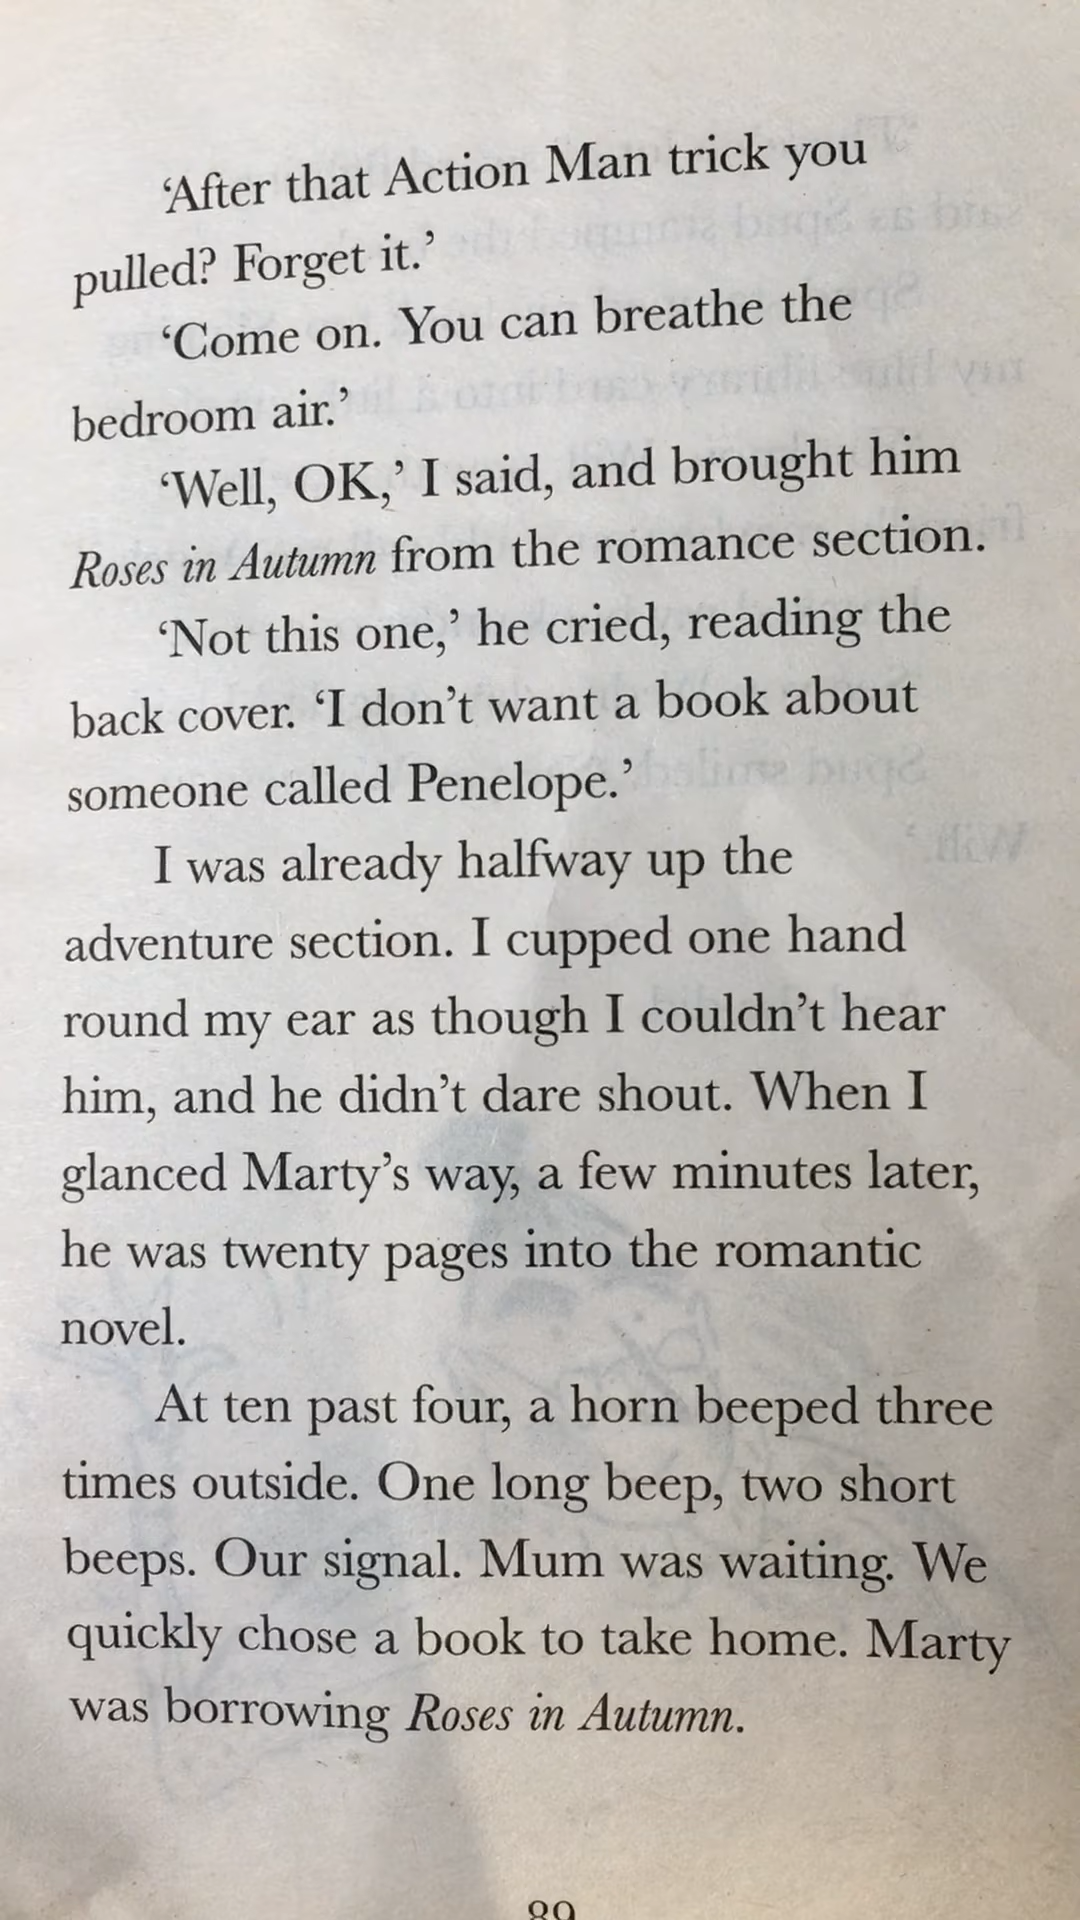 ‘After that Action Man trick you
pulled? Forget it.’
‘Come on. You can breathe the
bedroom air.’
‘Well, OK,’ I said, and brought him
Roses in Autumn from the romance section.
‘Not this one,’ he cried, reading the
back cover. ‘I don’t want a book about
someone called Penelope.’
I was already halfway up the
adventure section. I cupped one hand
round my ear as though I couldn’t hear
him, and he didn’t dare shout. When I
glanced Marty’s way, a few minutes later,
he was twenty pages into the romantic
novel.
At ten past four, a horn beeped three
times outside. One long beep, two short
beeps. Our signal. Mum was waiting. We
quickly chose a book to take home. Marty
was borrowing Roses in Autumn.
89